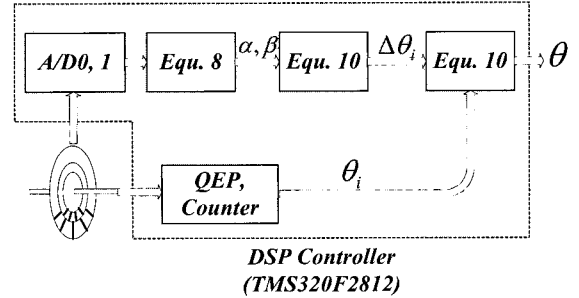 A/D0, 1
Equ. 8
α, β
Equ. 10
Δθᵢ
Equ. 10
θ
QEP,
Counter
θᵢ
DSP Controller
(TMS320F2812)